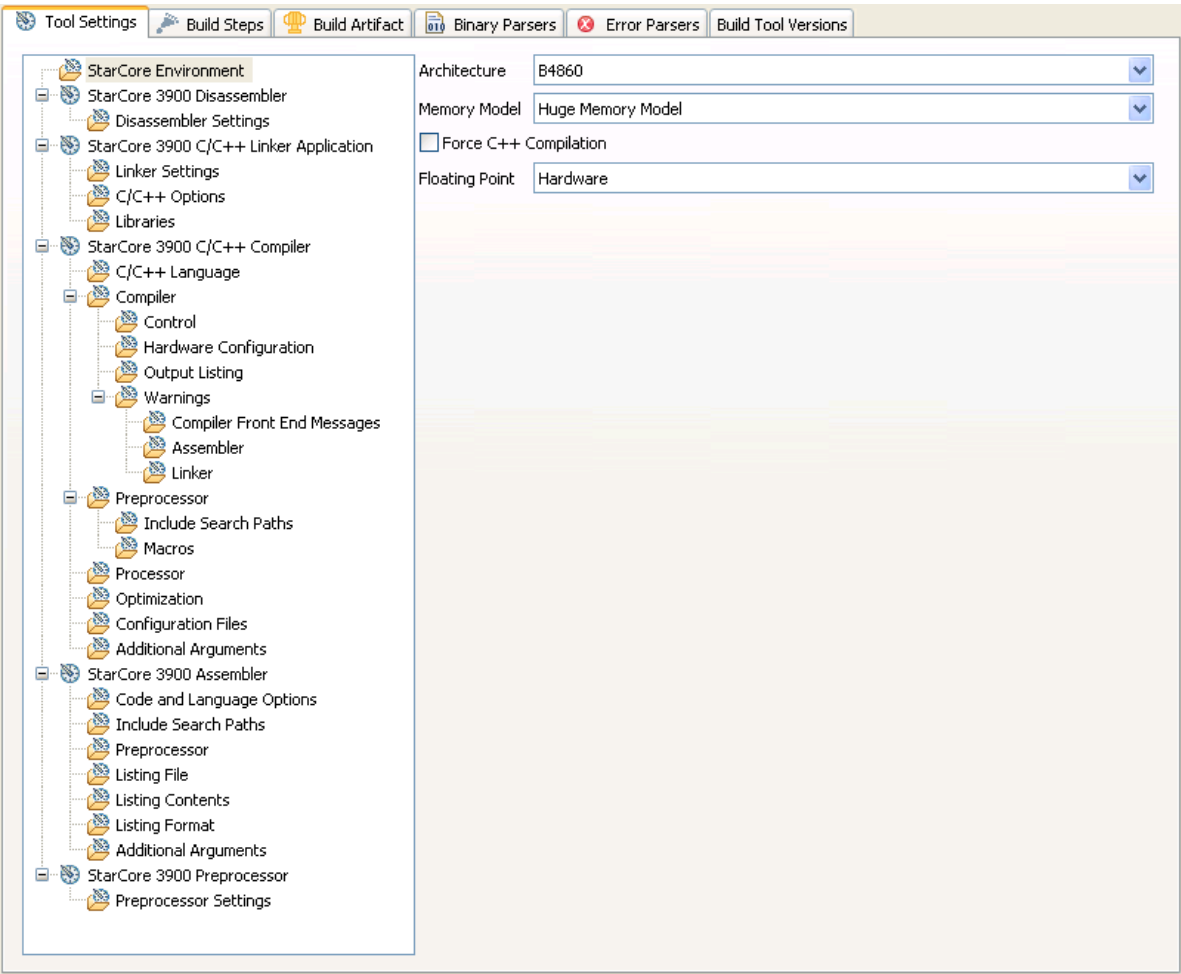 Tool Settings Build Steps Build Artifact Binary Parsers Error Parsers Build Tool Versions
StarCore Environment
StarCore 3900 Disassembler
Disassembler Settings
StarCore 3900 C/C++ Linker Application
Linker Settings
C/C++ Options
Libraries
StarCore 3900 C/C++ Compiler
C/C++ Language
Compiler
Control
Hardware Configuration
Output Listing
Warnings
Compiler Front End Messages
Assembler
Linker
Preprocessor
Include Search Paths
Macros
Processor
Optimization
Configuration Files
Additional Arguments
StarCore 3900 Assembler
Code and Language Options
Include Search Paths
Preprocessor
Listing File
Listing Contents
Listing Format
Additional Arguments
StarCore 3900 Preprocessor
Preprocessor Settings
Architecture B4860
Memory Model Huge Memory Model
Force C++ Compilation
Floating Point Hardware